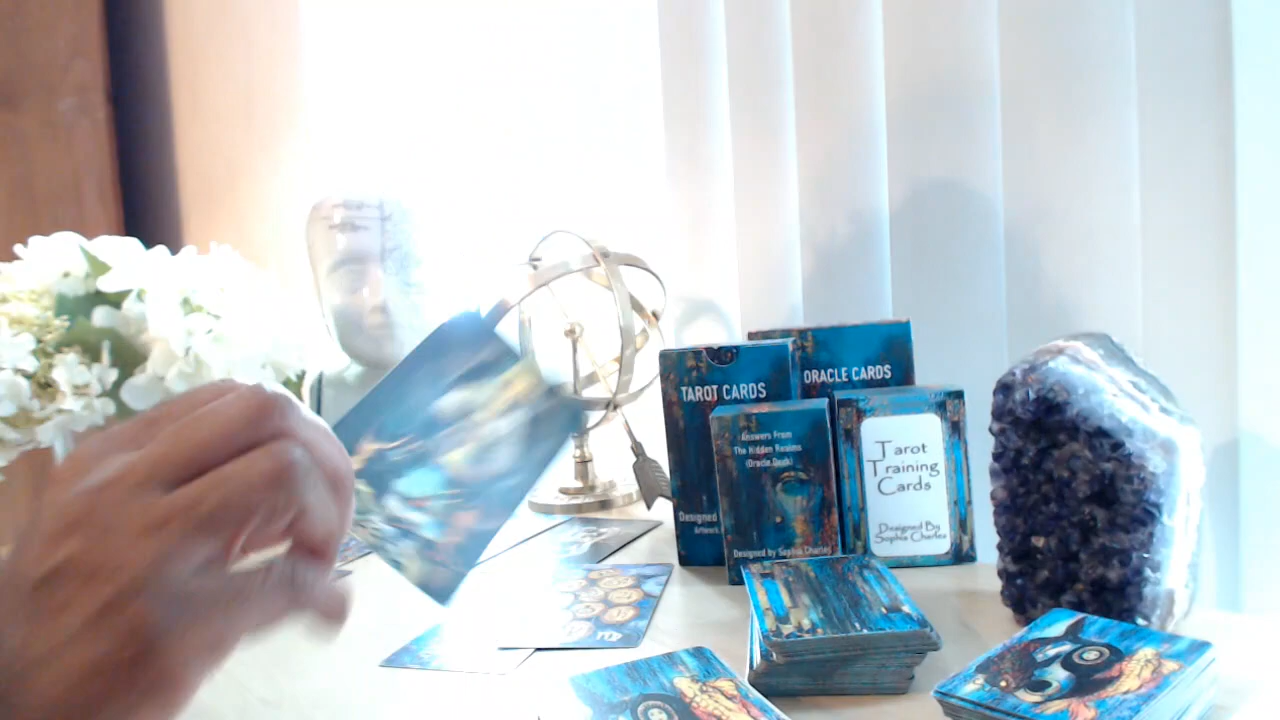 TAROT CARDS
Designed
Artwork
ORACLE CARDS
Answers From
The Hidden Realms
(Oracle Deck)
Designed by Sophia Charles
Tarot
Training
Cards
Designed By
Sophia Charles